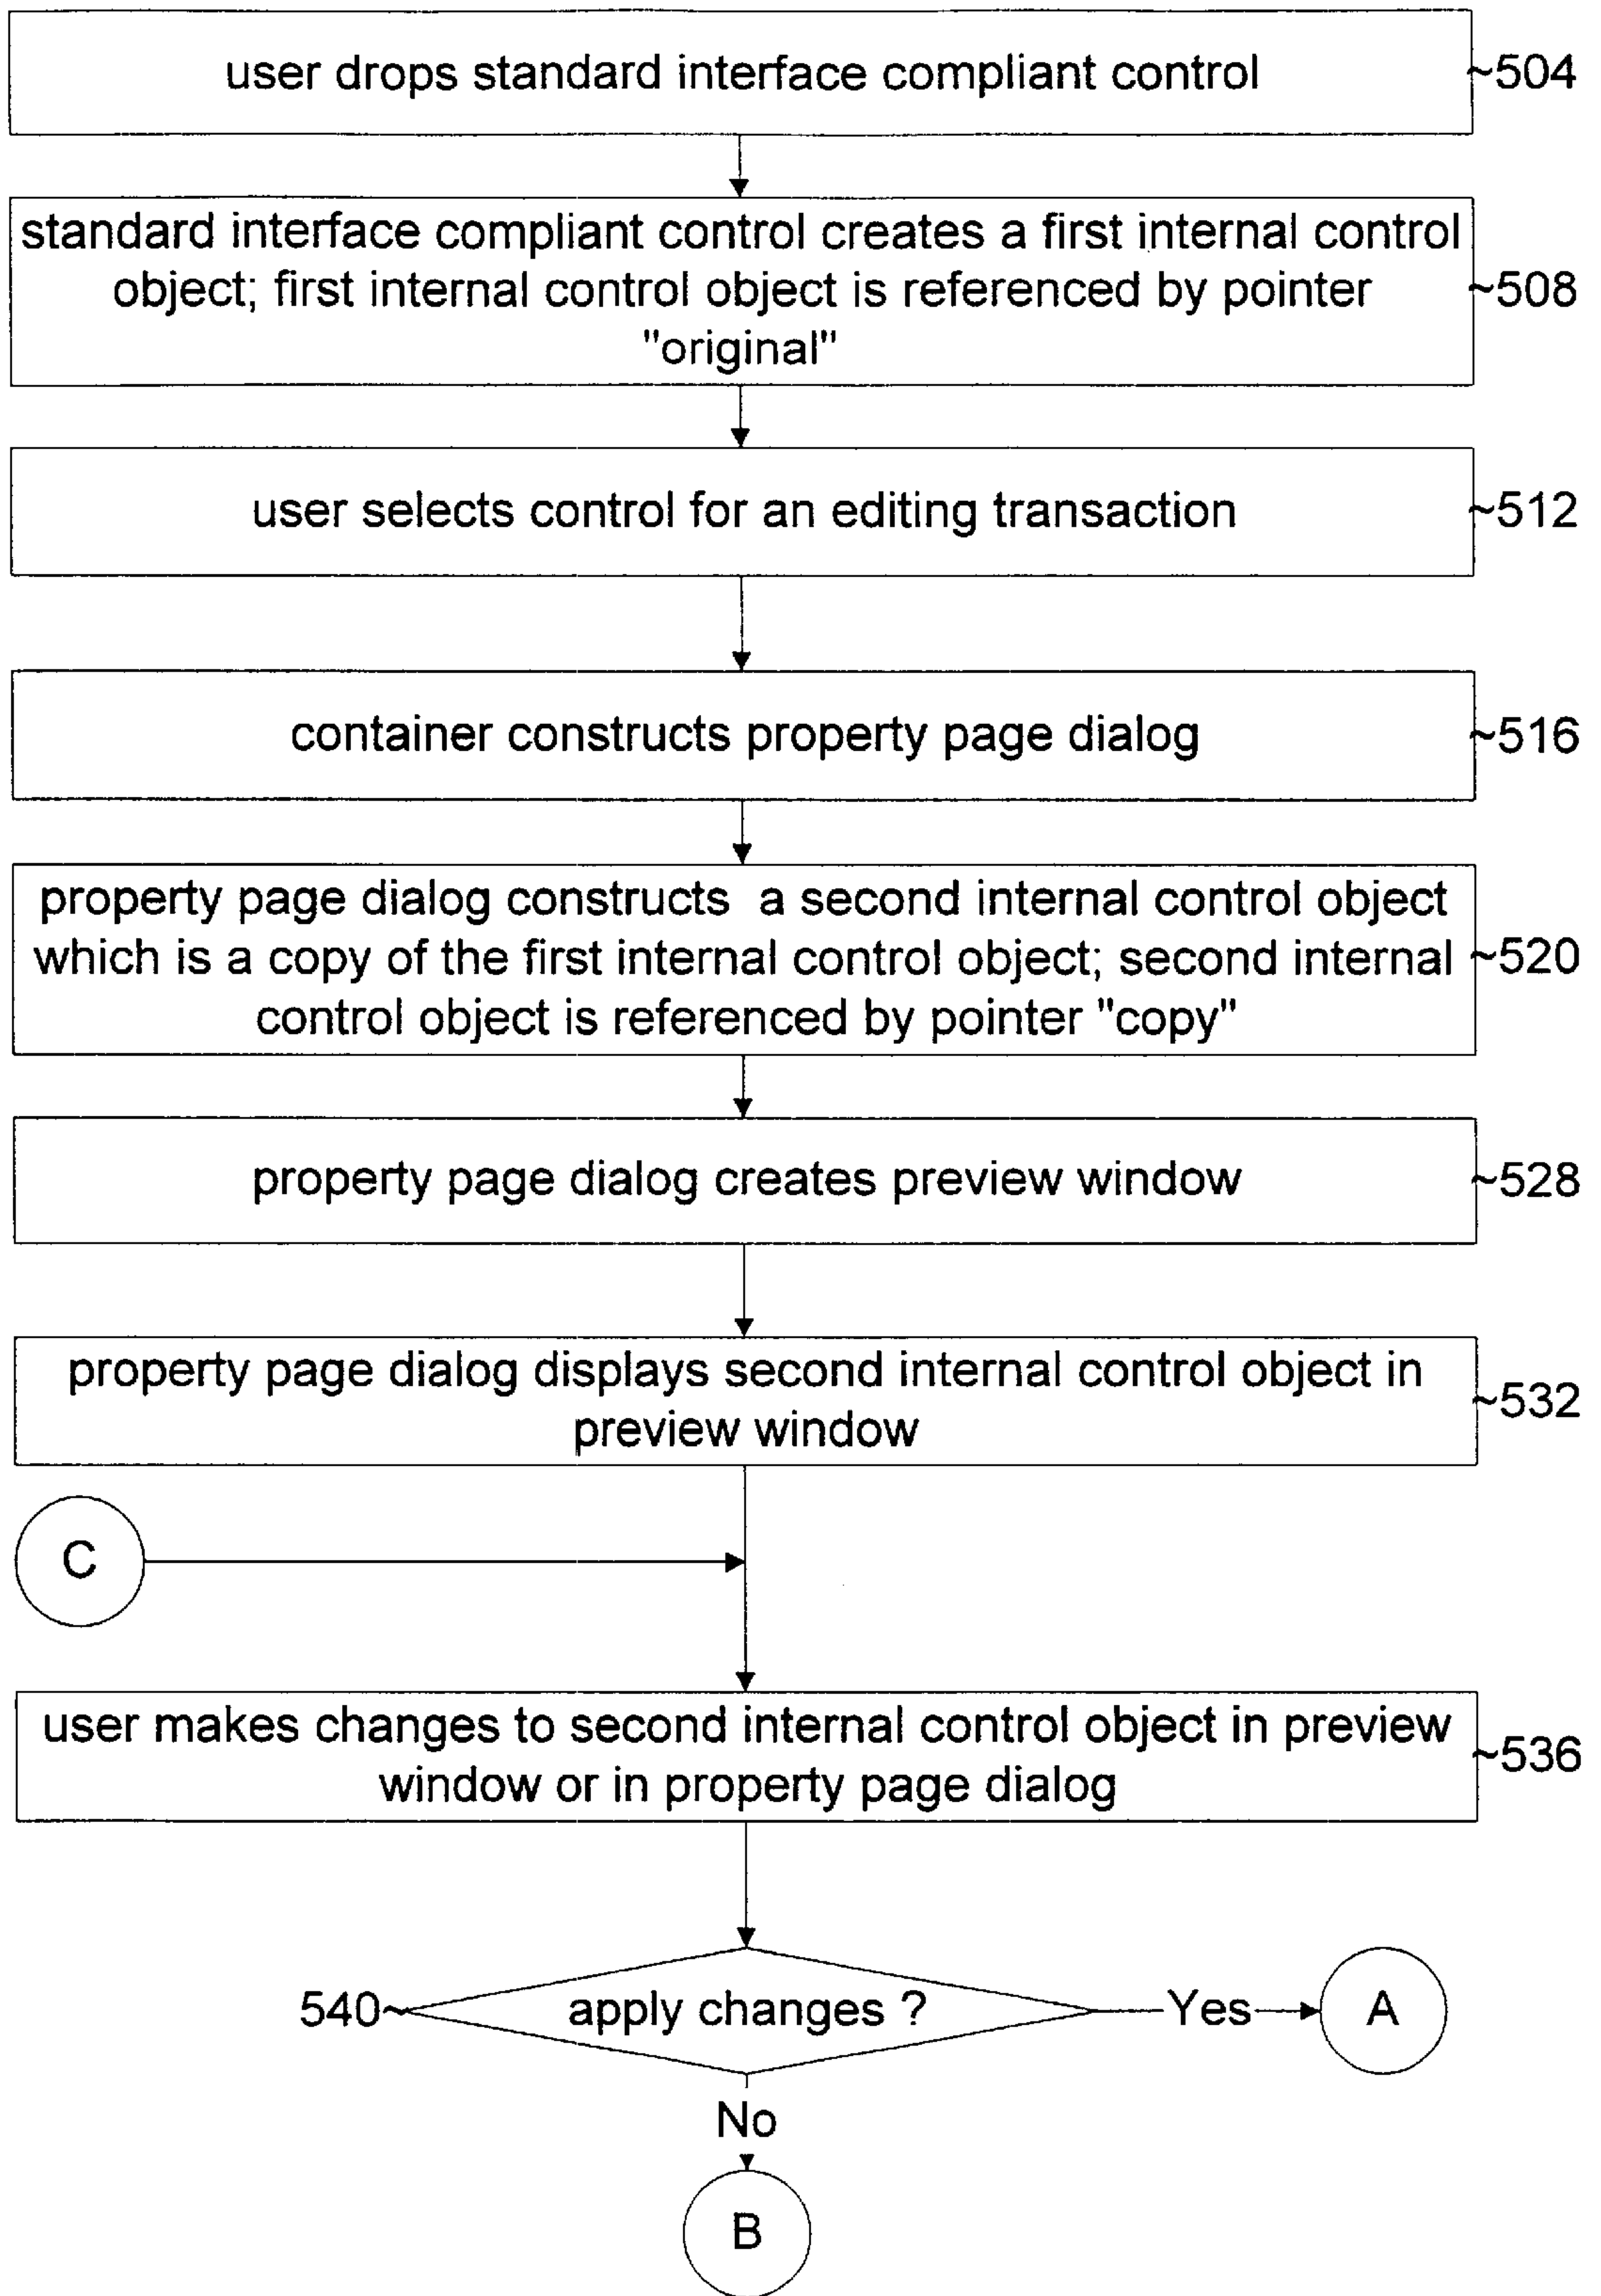 user drops standard interface compliant control
~504
standard interface compliant control creates a first internal control
object; first internal control object is referenced by pointer
"original"
~508
user selects control for an editing transaction
~512
container constructs property page dialog
~516
property page dialog constructs a second internal control object
which is a copy of the first internal control object; second internal
control object is referenced by pointer "copy"
~520
property page dialog creates preview window
~528
property page dialog displays second internal control object in
preview window
~532
C
user makes changes to second internal control object in preview
window or in property page dialog
~536
540~
apply changes ?
Yes
A
No
B